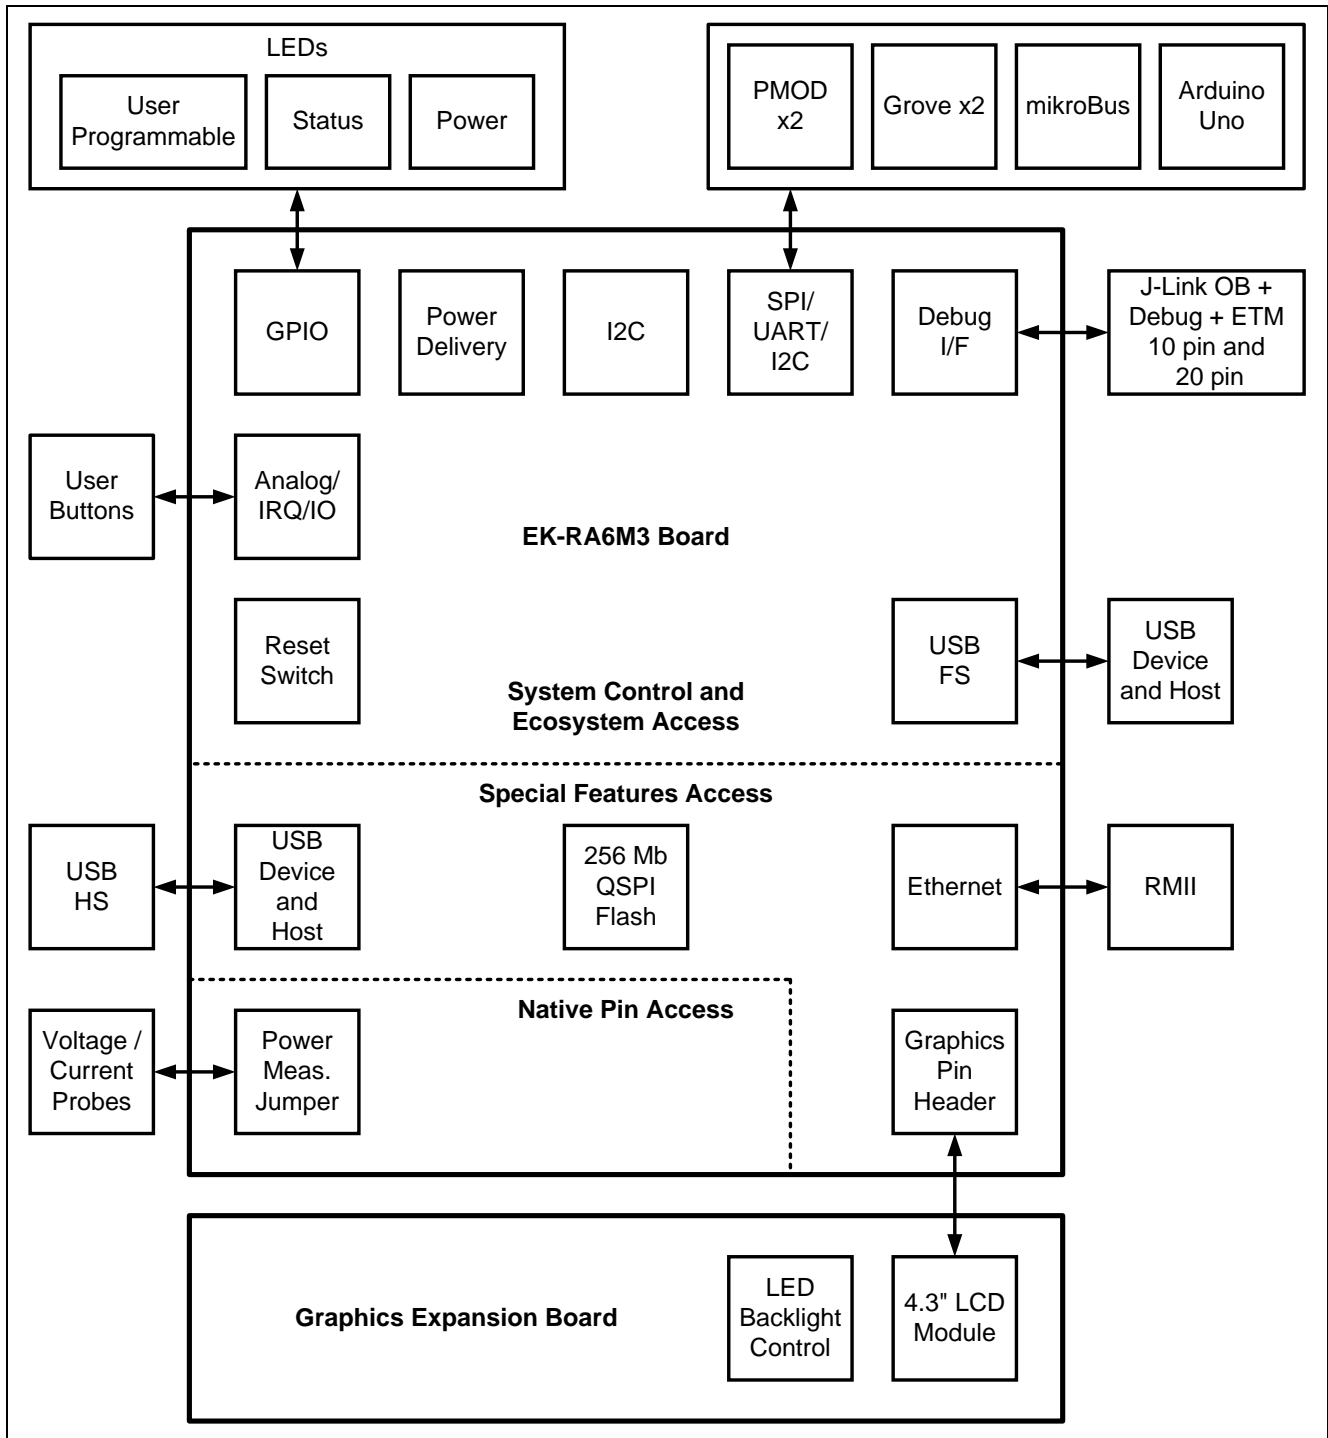 LEDs
User
Programmable
Status
Power
PMOD
x2
Grove x2
mikroBus
Arduino
Uno
GPIO
Power
Delivery
I2C
SPI/
UART/
I2C
Debug
I/F
J-Link OB +
Debug + ETM
10 pin and
20 pin
User
Buttons
Analog/
IRQ/IO
EK-RA6M3 Board
Reset
Switch
System Control and
Ecosystem Access
USB
FS
USB
Device
and Host
Special Features Access
USB
HS
USB
Device
and
Host
256 Mb
QSPI
Flash
Ethernet
RMII
Native Pin Access
Voltage /
Current
Probes
Power
Meas.
Jumper
Graphics
Pin
Header
Graphics Expansion Board
LED
Backlight
Control
4.3" LCD
Module